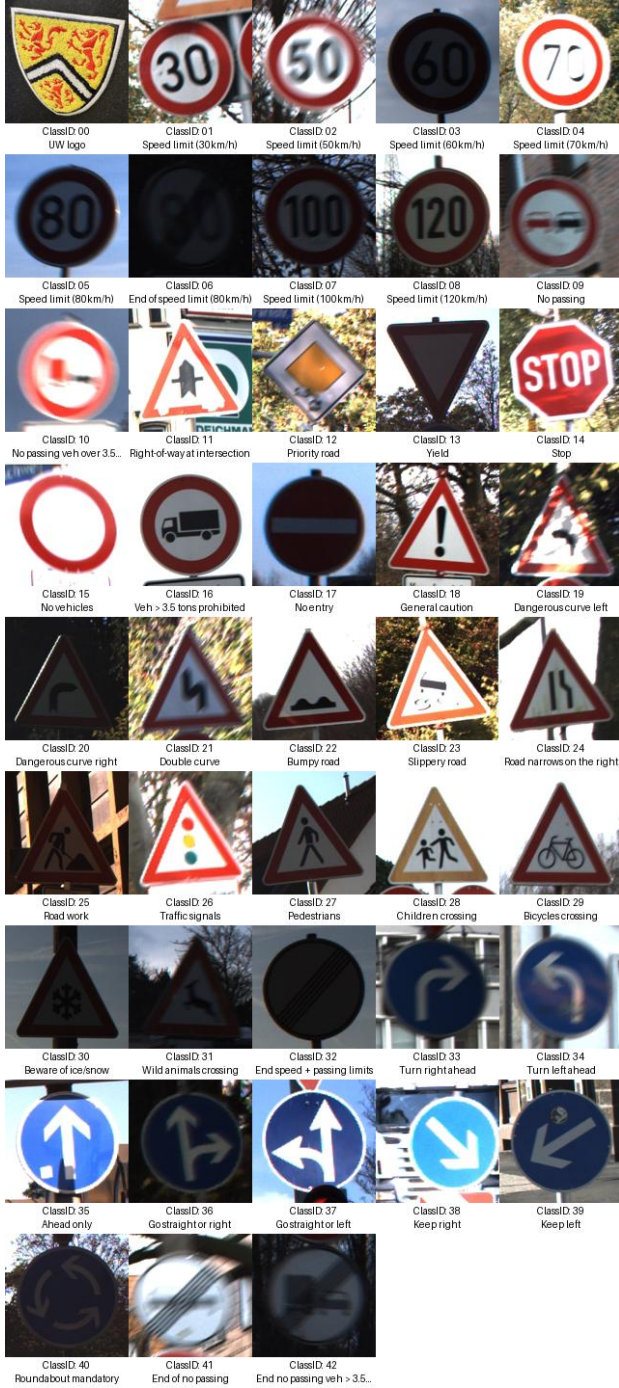 30
50
60
70
ClassID: 00
ClassID: 01
ClassID: 02
ClassID: 03
ClassID: 04
UW logo
Speed limit (30km/h)
Speed limit (50km/h)
Speed limit (60km/h)
Speed limit (70km/h)
80
80
100
120
ClassID: 05
ClassID: 06
ClassID: 07
ClassID: 08
ClassID: 09
Speed limit (80km/h)
End of speed limit (80km/h)
Speed limit (100km/h)
Speed limit (120km/h)
No passing
DEICHMAN
STOP
ClassID: 10
ClassID: 11
ClassID: 12
ClassID: 13
ClassID: 14
No passing veh over 3.5...
Right-of-way at intersection
Priority road
Yield
Stop
ClassID: 15
ClassID: 16
ClassID: 17
ClassID: 18
ClassID: 19
No vehicles
Veh > 3.5 tons prohibited
No entry
General caution
Dangerous curve left
ClassID: 20
ClassID: 21
ClassID: 22
ClassID: 23
ClassID: 24
Dangerous curve right
Double curve
Bumpy road
Slippery road
Road narrows on the right
ClassID: 25
ClassID: 26
ClassID: 27
ClassID: 28
ClassID: 29
Road work
Traffic signals
Pedestrians
Children crossing
Bicycles crossing
ClassID: 30
ClassID: 31
ClassID: 32
ClassID: 33
ClassID: 34
Beware of ice/snow
Wild animals crossing
End speed + passing limits
Turn right ahead
Turn left ahead
ClassID: 35
ClassID: 36
ClassID: 37
ClassID: 38
ClassID: 39
Ahead only
Go straight or right
Go straight or left
Keep right
Keep left
ClassID: 40
ClassID: 41
ClassID: 42
Roundabout mandatory
End of no passing
End no passing veh > 3.5...